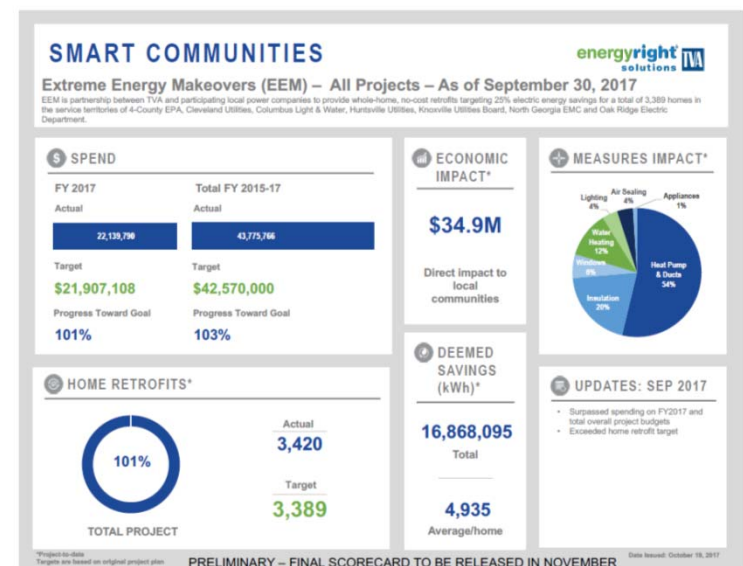 SMART COMMUNITIES
energyright
solutions
TVA
Extreme Energy Makeovers (EEM) – All Projects – As of September 30, 2017
EEM is partnership between TVA and participating local power companies to provide whole-home, no-cost retrofits targeting 25% electric energy savings for a total of 3,389 homes in
the service territories of 4-County EPA, Cleveland Utilities, Columbus Light & Water, Huntsville Utilities, Knoxville Utilities Board, North Georgia EMC and Oak Ridge Electric
Department.
$ SPEND
FY 2017
Total FY 2015-17
Actual
Actual
22,139,790
43,775,766
Target
Target
$21,907,108
$42,570,000
Progress Toward Goal
Progress Toward Goal
101%
103%
ECONOMIC
IMPACT*
$34.9M
Direct impact to
local
communities
MEASURES IMPACT*
Lighting
4%
Air Sealing
4%
Appliances
1%
Water
Heating
12%
Windows
Heat Pump
& Ducts
54%
Insulation
20%
HOME RETROFITS*
101%
TOTAL PROJECT
Actual
3,420
Target
3,389
DEEMED
SAVINGS
(kWh)*
16,868,095
Total
4,935
Average/home
UPDATES: SEP 2017
• Surpassed spending on FY2017 and
total overall project budgets
• Exceeded home retrofit target
*Project-to-date
Targets are based on original project plan
PRELIMINARY – FINAL SCORECARD TO BE RELEASED IN NOVEMBER
Date Issued: October 19, 2017